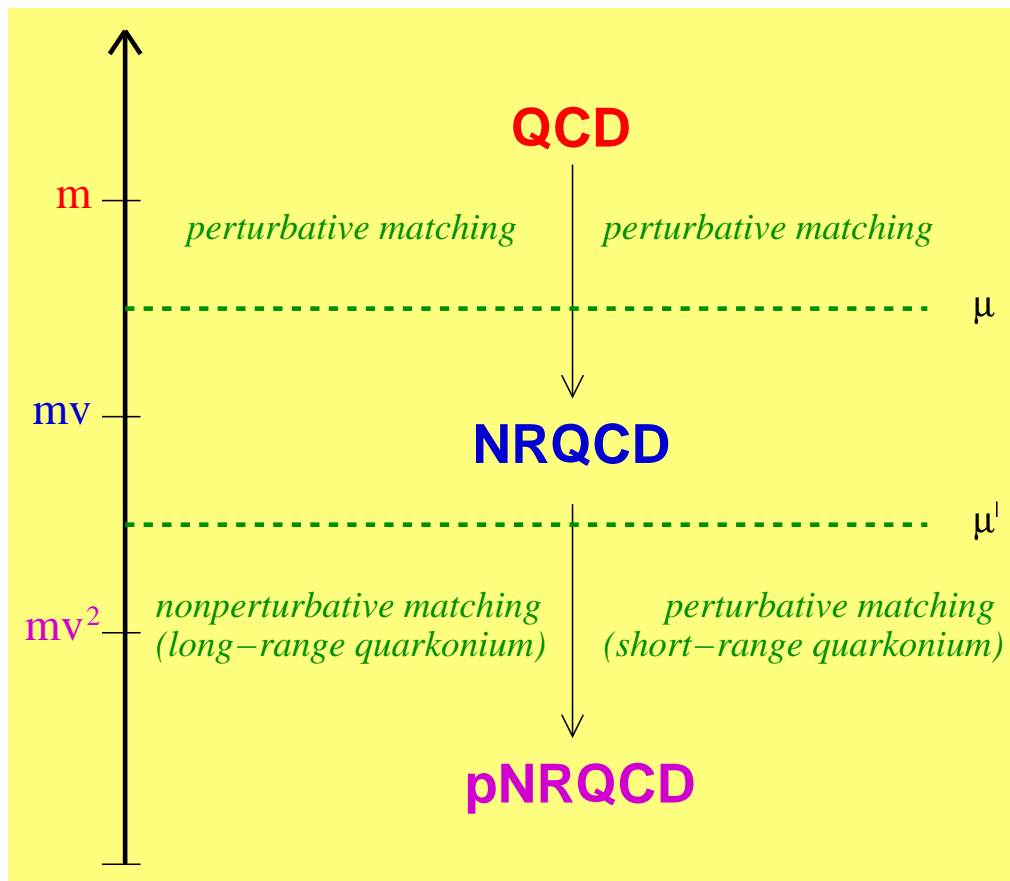 QCD
m
perturbative matching perturbative matching
μ
mv
NRQCD
μ'
nonperturbative matching perturbative matching
mv²
(long−range quarkonium) (short−range quarkonium)
pNRQCD